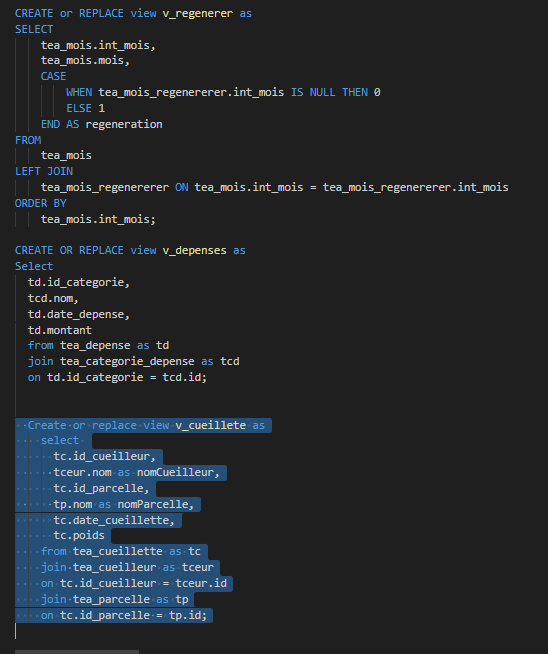 CREATE or REPLACE view v_regenerer as
SELECT
tea_mois.int_mois,
tea_mois.mois,
CASE
WHEN tea_mois_regenererer.int_mois IS NULL THEN 0
ELSE 1
END AS regeneration
FROM
tea_mois
LEFT JOIN
tea_mois_regenererer ON tea_mois.int_mois = tea_mois_regenererer.int_mois
ORDER BY
tea_mois.int_mois;
CREATE OR REPLACE view v_depenses as
Select
td.id_categorie,
tcd.nom,
td.date_depense,
td.montant
from tea_depense as td
join tea_categorie_depense as tcd
on td.id_categorie = tcd.id;
Create or replace view v_cueillete as
select
tc.id_cueilleur,
tceur.nom as nomCueilleur,
tc.id_parcelle,
tp.nom as nomParcelle,
tc.date_cueillette,
tc.poids
from tea_cueillette as tc
join tea_cueilleur as tceur
on tc.id_cueilleur = tceur.id
join tea_parcelle as tp
on tc.id_parcelle = tp.id;